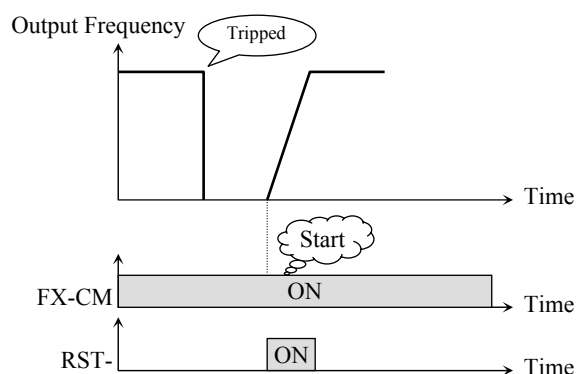 Output Frequency
Tripped
Time
Start
ON
FX-CM
Time
ON
RST-
Time